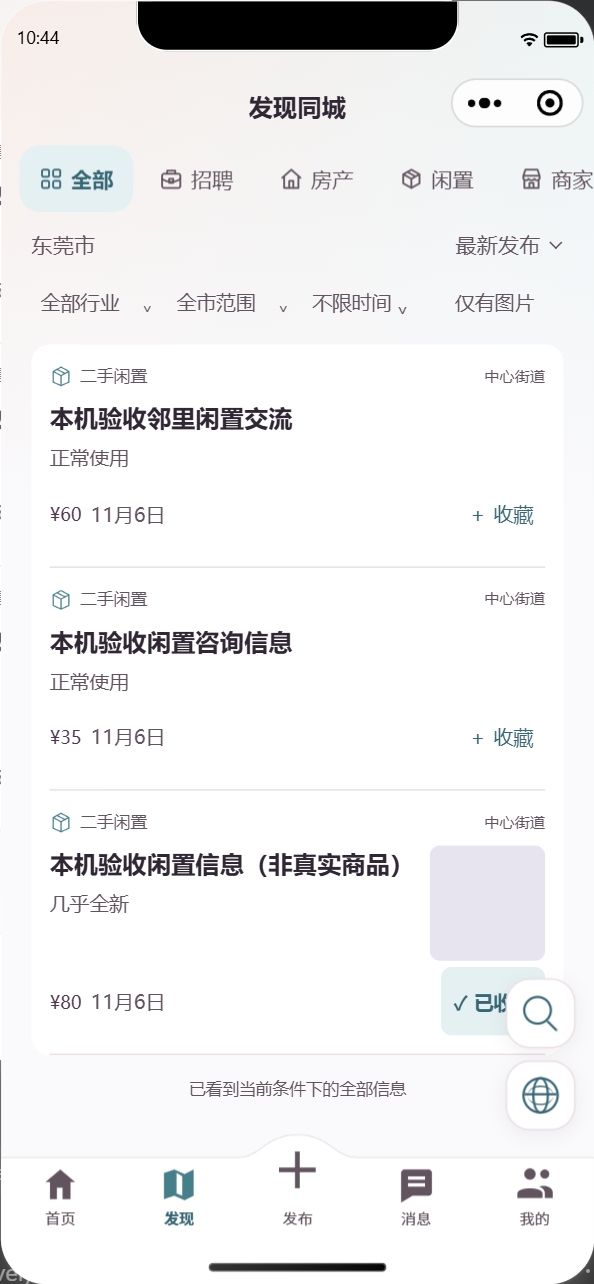 10:44
发现同城
全部 招聘 房产 闲置 商家
东莞市 最新发布
全部行业 全市范围 不限时间 仅有图片
二手闲置 中心街道
本机验收邻里闲置交流
正常使用
¥60 11月6日 + 收藏
二手闲置 中心街道
本机验收闲置咨询信息
正常使用
¥35 11月6日 + 收藏
二手闲置 中心街道
本机验收闲置信息（非真实商品）
几乎全新
¥80 11月6日 ✓ 已收
已看到当前条件下的全部信息
首页 发现 发布 消息 我的